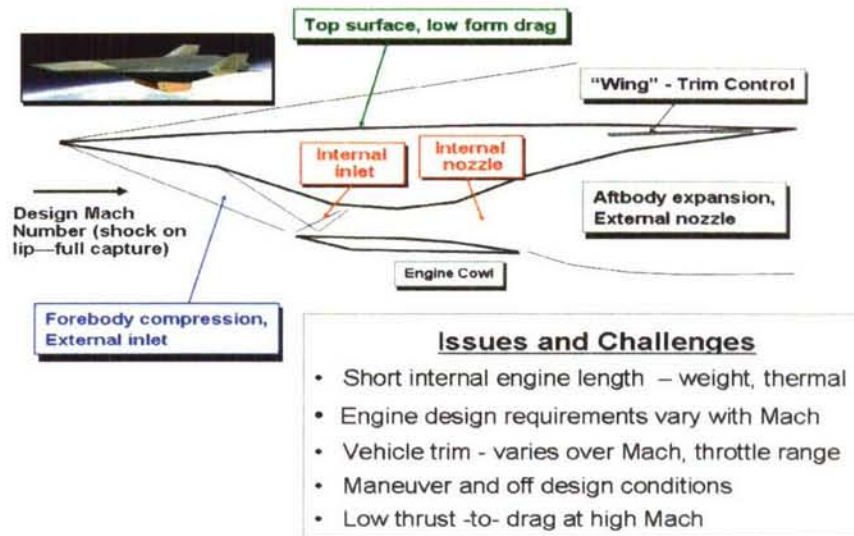 Top surface, low form drag
"Wing" - Trim Control
Internal
inlet
Internal
nozzle
Design Mach
Number (shock on
lip—full capture)
Aftbody expansion,
External nozzle
Engine Cowl
Forebody compression,
External inlet
Issues and Challenges
• Short internal engine length – weight, thermal
• Engine design requirements vary with Mach
• Vehicle trim - varies over Mach, throttle range
• Maneuver and off design conditions
• Low thrust -to- drag at high Mach